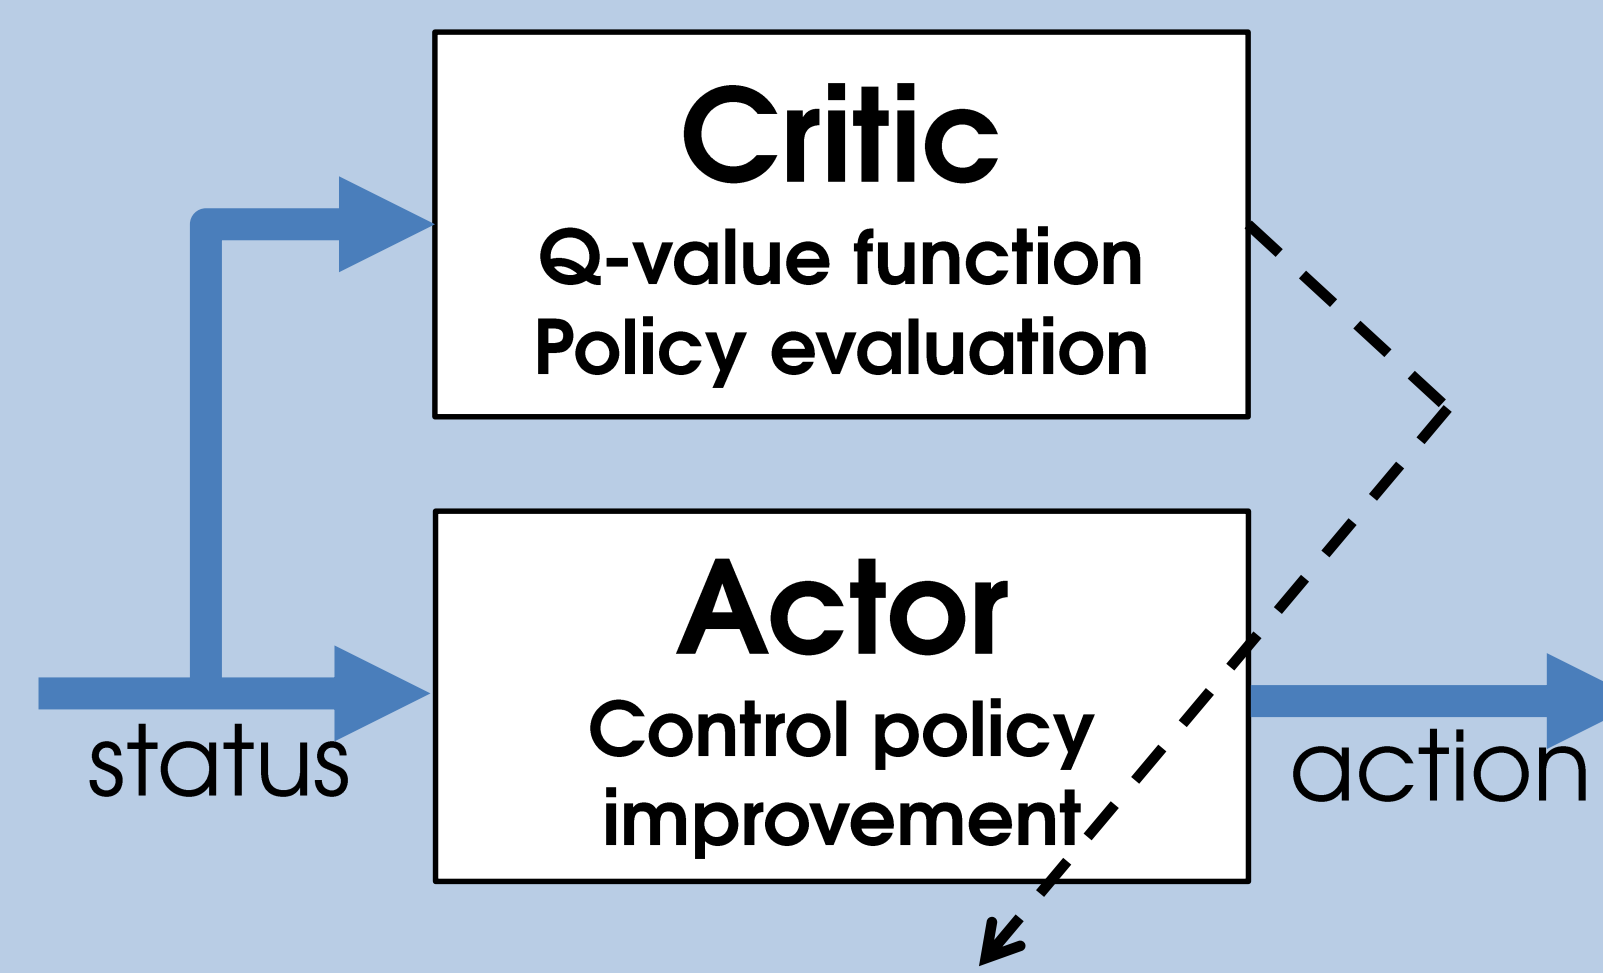 Critic
Q-value function
Policy evaluation
Actor
Control policy
improvement
status
action